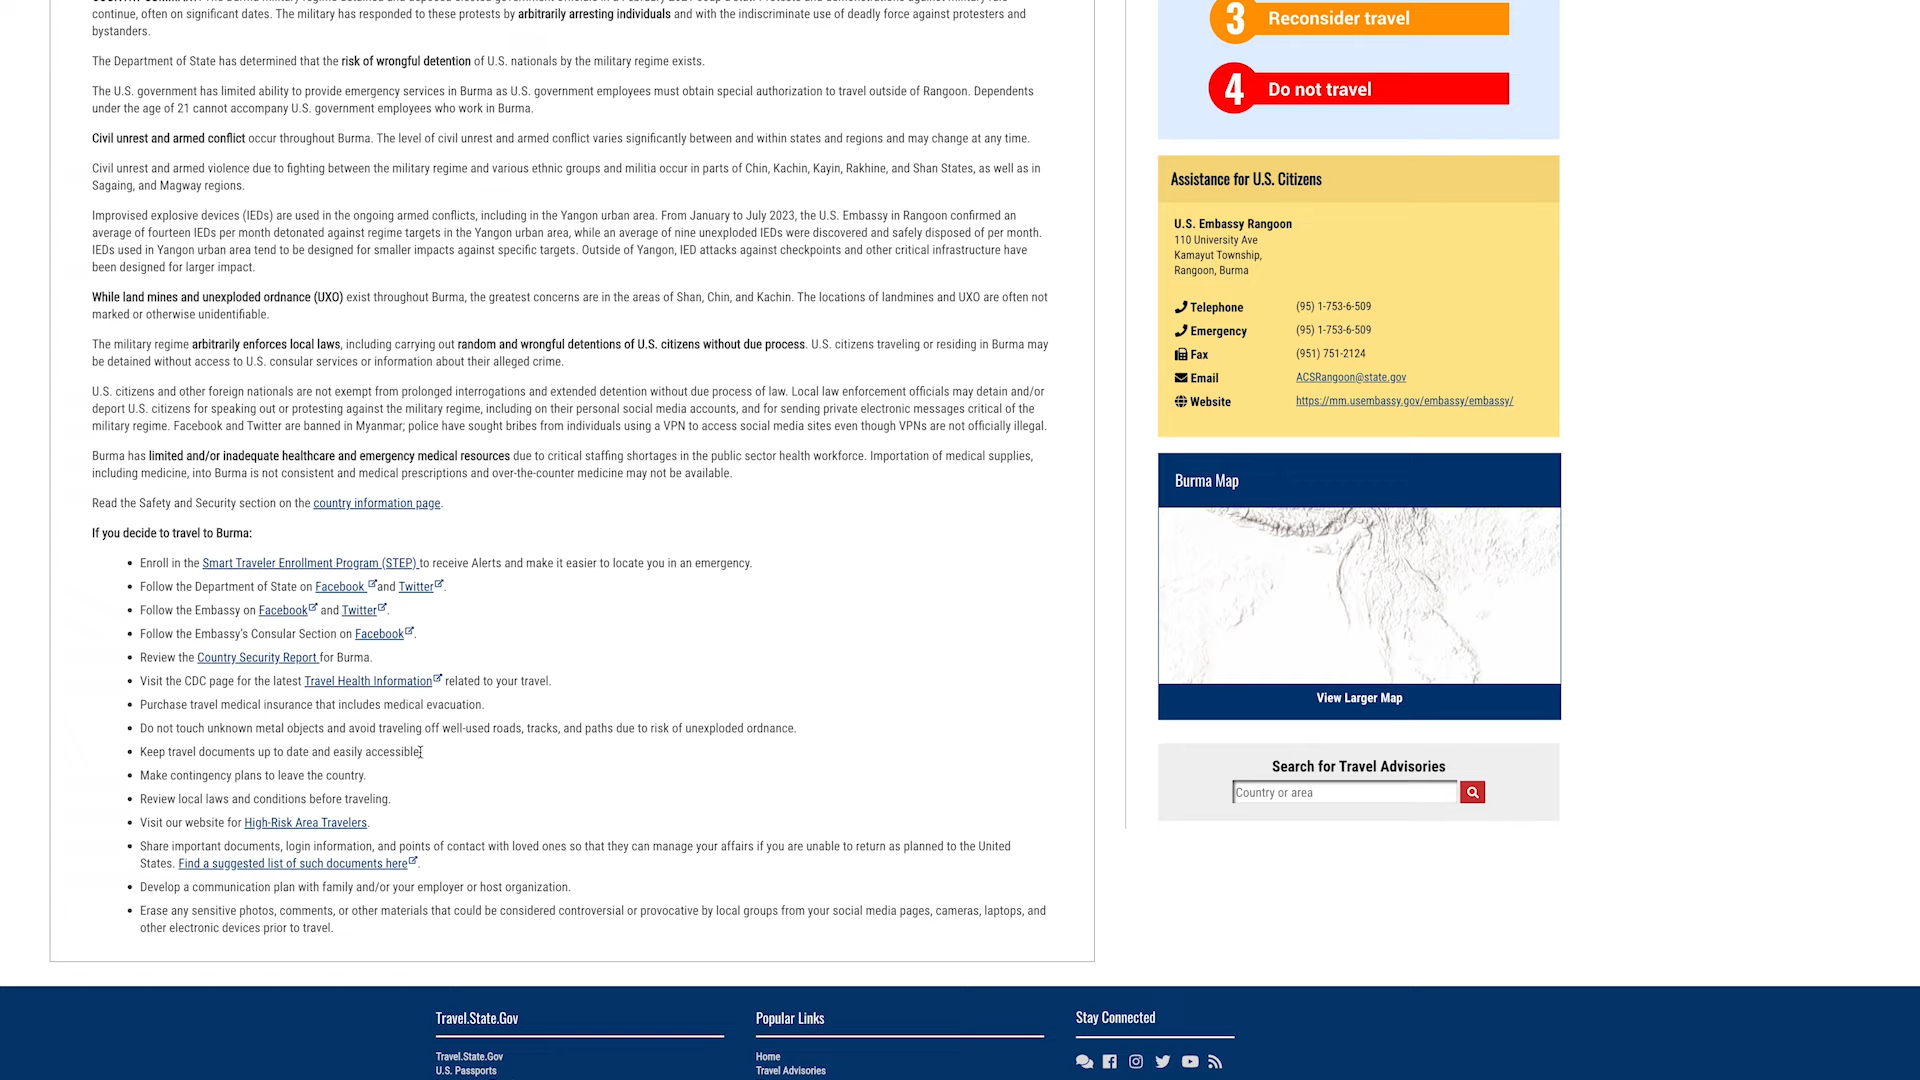 continue, often on significant dates. The military has responded to these protests by arbitrarily arresting individuals and with the indiscriminate use of deadly force against protesters and
bystanders.
The Department of State has determined that the risk of wrongful detention of U.S. nationals by the military regime exists.
The U.S. government has limited ability to provide emergency services in Burma as U.S. government employees must obtain special authorization to travel outside of Rangoon. Dependents
under the age of 21 cannot accompany U.S. government employees who work in Burma.
Civil unrest and armed conflict occur throughout Burma. The level of civil unrest and armed conflict varies significantly between and within states and regions and may change at any time.
Civil unrest and armed violence due to fighting between the military regime and various ethnic groups and militia occur in parts of Chin, Kachin, Kayin, Rakhine, and Shan States, as well as in
Sagaing, and Magway regions.
Improvised explosive devices (IEDs) are used in the ongoing armed conflicts, including in the Yangon urban area. From January to July 2023, the U.S. Embassy in Rangoon confirmed an
average of fourteen IEDs per month detonated against regime targets in the Yangon urban area, while an average of nine unexploded IEDs were discovered and safely disposed of per month.
IEDs used in Yangon urban area tend to be designed for smaller impacts against specific targets. Outside of Yangon, IED attacks against checkpoints and other critical infrastructure have
been designed for larger impact.
While land mines and unexploded ordnance (UXO) exist throughout Burma, the greatest concerns are in the areas of Shan, Chin, and Kachin. The locations of landmines and UXO are often not
marked or otherwise unidentifiable.
The military regime arbitrarily enforces local laws, including carrying out random and wrongful detentions of U.S. citizens without due process. U.S. citizens traveling or residing in Burma may
be detained without access to U.S. consular services or information about their alleged crime.
U.S. citizens and other foreign nationals are not exempt from prolonged interrogations and extended detention without due process of law. Local law enforcement officials may detain and/or
deport U.S. citizens for speaking out or protesting against the military regime, including on their personal social media accounts, and for sending private electronic messages critical of the
military regime. Facebook and Twitter are banned in Myanmar; police have sought bribes from individuals using a VPN to access social media sites even though VPNs are not officially illegal.
Burma has limited and/or inadequate healthcare and emergency medical resources due to critical staffing shortages in the public sector health workforce. Importation of medical supplies,
including medicine, into Burma is not consistent and medical prescriptions and over-the-counter medicine may not be available.
Read the Safety and Security section on the country information page.
If you decide to travel to Burma:
• Enroll in the Smart Traveler Enrollment Program (STEP) to receive Alerts and make it easier to locate you in an emergency.
• Follow the Department of State on Facebook and Twitter.
• Follow the Embassy on Facebook and Twitter.
• Follow the Embassy's Consular Section on Facebook.
• Review the Country Security Report for Burma.
• Visit the CDC page for the latest Travel Health Information related to your travel.
• Purchase travel medical insurance that includes medical evacuation.
• Do not touch unknown metal objects and avoid traveling off well-used roads, tracks, and paths due to risk of unexploded ordnance.
• Keep travel documents up to date and easily accessible.
• Make contingency plans to leave the country.
• Review local laws and conditions before traveling.
• Visit our website for High-Risk Area Travelers.
• Share important documents, login information, and points of contact with loved ones so that they can manage your affairs if you are unable to return as planned to the United
States. Find a suggested list of such documents here.
• Develop a communication plan with family and/or your employer or host organization.
• Erase any sensitive photos, comments, or other materials that could be considered controversial or provocative by local groups from your social media pages, cameras, laptops, and
other electronic devices prior to travel.
3 Reconsider travel
4 Do not travel
Assistance for U.S. Citizens
U.S. Embassy Rangoon
110 University Ave
Kamayut Township,
Rangoon, Burma
Telephone (95) 1-753-6-509
Emergency (95) 1-753-6-509
Fax (951) 751-2124
Email ACSRangoon@state.gov
Website https://mm.usembassy.gov/embassy/embassy/
Burma Map
View Larger Map
Search for Travel Advisories
Country or area
Travel.State.Gov
Travel.State.Gov
U.S. Passports
Popular Links
Home
Travel Advisories
Stay Connected